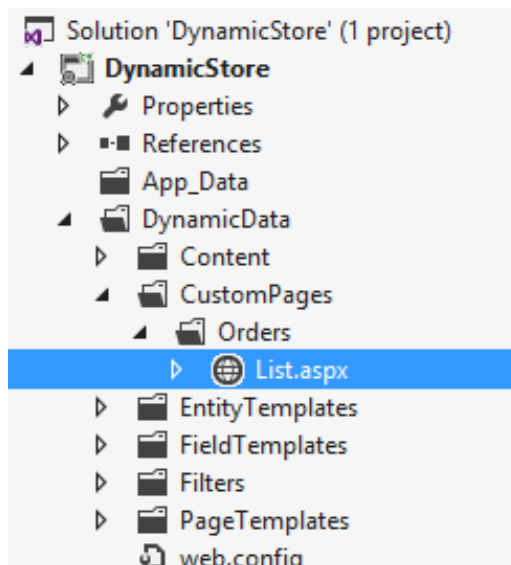 Solution 'DynamicStore' (1 project)
DynamicStore
Properties
References
App_Data
DynamicData
Content
CustomPages
Orders
List.aspx
EntityTemplates
FieldTemplates
Filters
PageTemplates
web.config